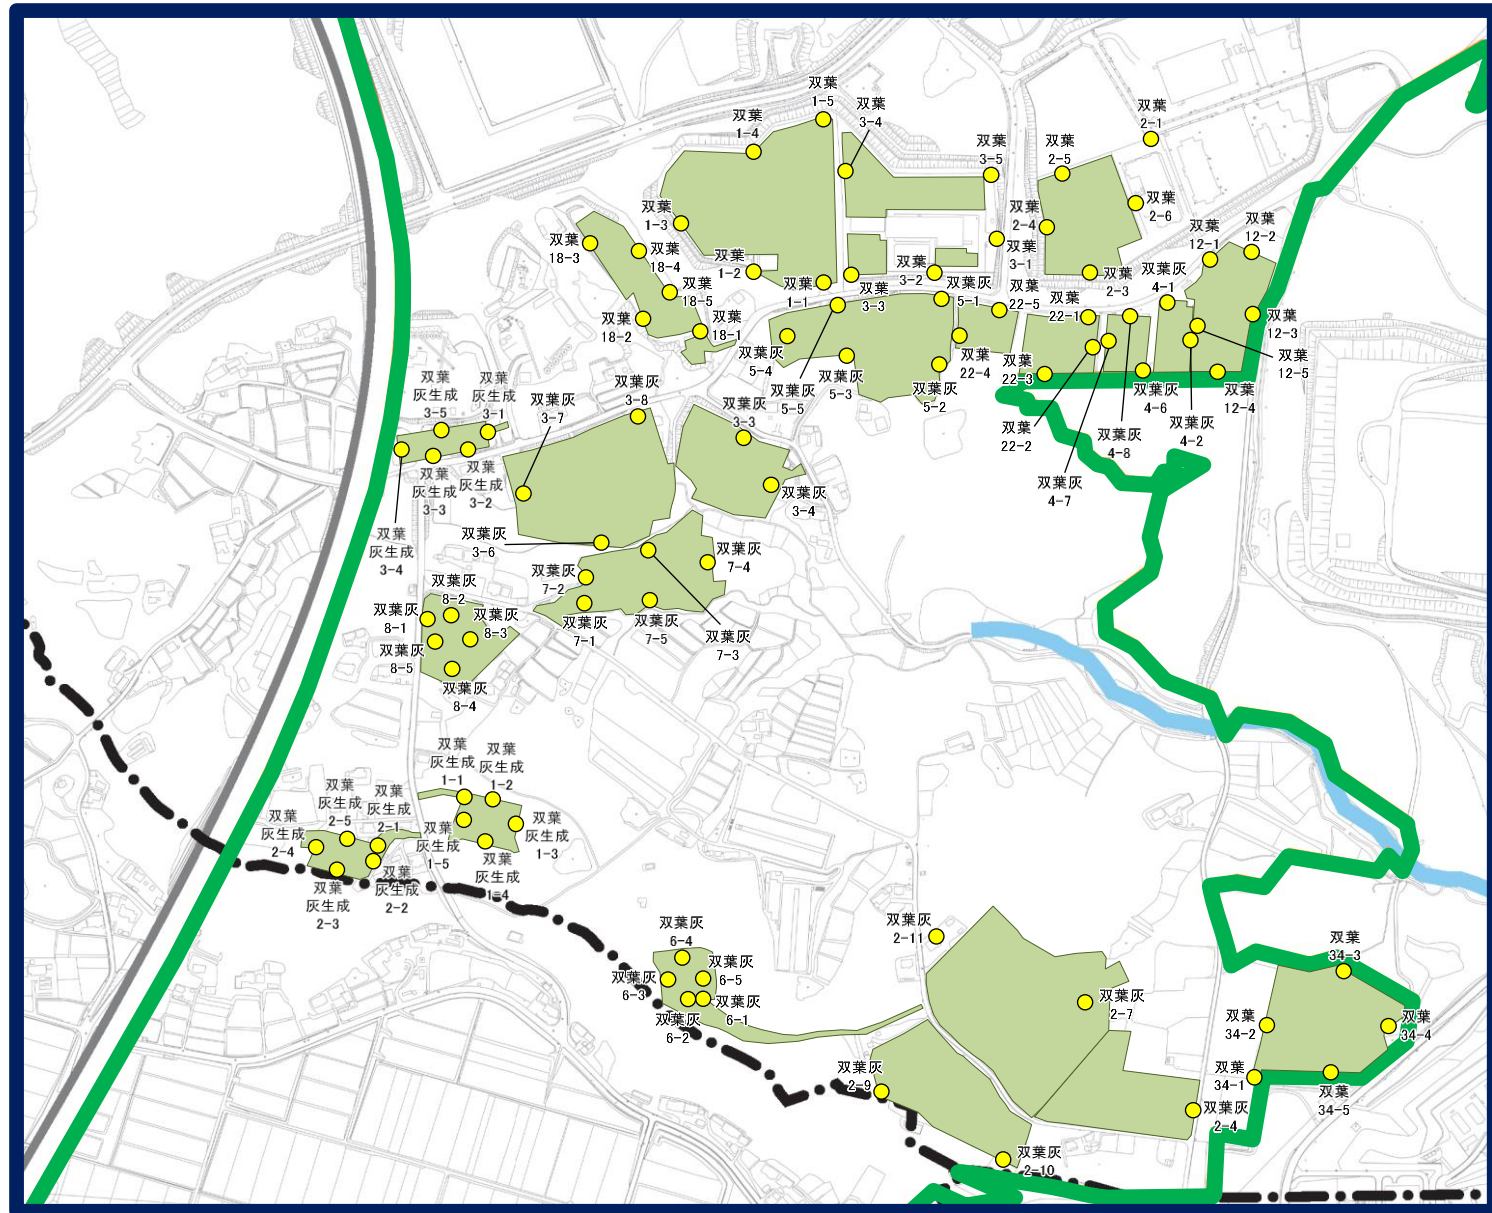 双葉
1-5
双葉
3-4
双葉
1-4
双葉
2-1
双葉
3-5
双葉
2-5
双葉
1-3
双葉
2-4
双葉
2-6
双葉
18-3
双葉
18-4
双葉
1-2
双葉
3-1
双葉
12-1
双葉
12-2
双葉
18-5
双葉
1-1
双葉
3-3
双葉
3-2
双葉灰
5-1
双葉
22-5
双葉
2-3
双葉灰
4-1
双葉
22-1
双葉
18-2
双葉
18-1
双葉
12-3
双葉灰
5-4
双葉
22-4
双葉
12-5
双葉灰
5-5
双葉灰
5-3
双葉灰
5-2
双葉
22-3
双葉灰
4-6
双葉
12-4
双葉
灰生成
3-5
双葉
灰生成
3-1
双葉灰
3-7
双葉灰
3-8
双葉灰
3-3
双葉
22-2
双葉灰
4-8
双葉灰
4-2
双葉
灰生成
3-3
双葉
灰生成
3-2
双葉灰
4-7
双葉灰
3-4
双葉
灰生成
3-4
双葉灰
3-6
双葉灰
7-4
双葉灰
7-2
双葉灰
8-2
双葉灰
8-1
双葉灰
8-3
双葉灰
7-1
双葉灰
7-5
双葉灰
7-3
双葉灰
8-5
双葉灰
8-4
双葉
灰生成
1-1
双葉
灰生成
1-2
双葉
灰生成
2-5
双葉
灰生成
2-1
双葉
灰生成
2-4
双葉
灰生成
1-5
双葉
灰生成
1-3
双葉
灰生成
1-4
双葉
灰生成
2-3
双葉
灰生成
2-2
双葉灰
6-4
双葉灰
2-11
双葉
34-3
双葉灰
6-5
双葉灰
6-3
双葉灰
6-1
双葉灰
6-2
双葉灰
2-7
双葉
34-2
双葉
34-4
双葉灰
2-9
双葉
34-1
双葉
34-5
双葉灰
2-4
双葉灰
2-10